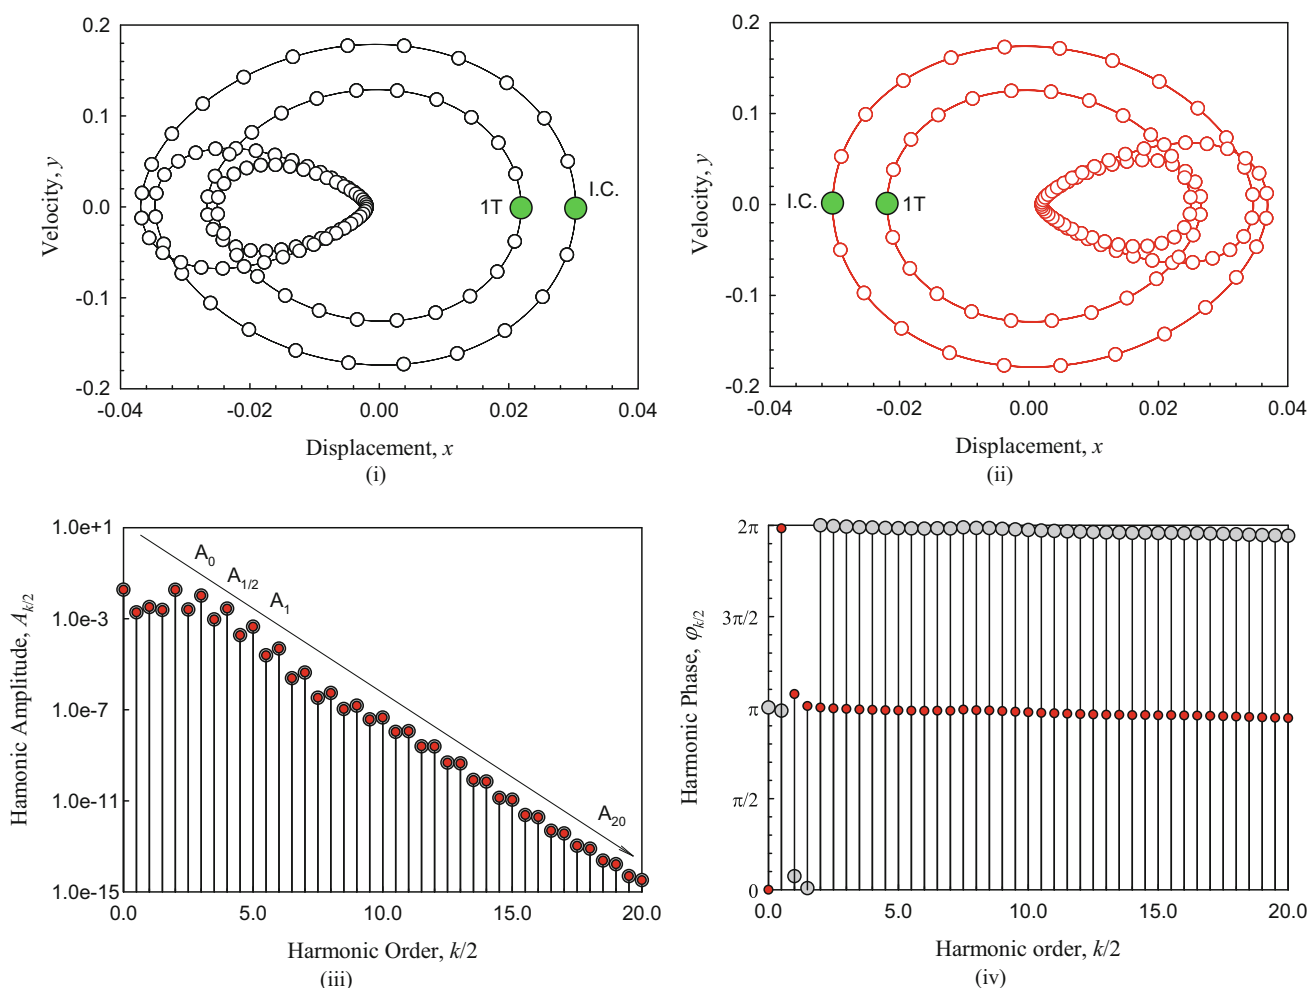 0.2
0.1
0.0
-0.1
-0.2
Velocity, y
1T
I.C.
-0.04
-0.02
0.00
0.02
0.04
Displacement, x
(i)
0.2
0.1
0.0
-0.1
-0.2
Velocity, y
I.C.
1T
-0.04
-0.02
0.00
0.02
0.04
Displacement, x
(ii)
1.0e+1
1.0e-3
1.0e-7
1.0e-11
1.0e-15
Hamonic Amplitude, A_{k/2}
A_0
A_{1/2}
A_1
A_{20}
0.0
5.0
10.0
15.0
20.0
Harmonic Order, k/2
(iii)
2π
3π/2
π
π/2
0
Harmonic Phase, φ_{k/2}
0.0
5.0
10.0
15.0
20.0
Harmonic order, k/2
(iv)